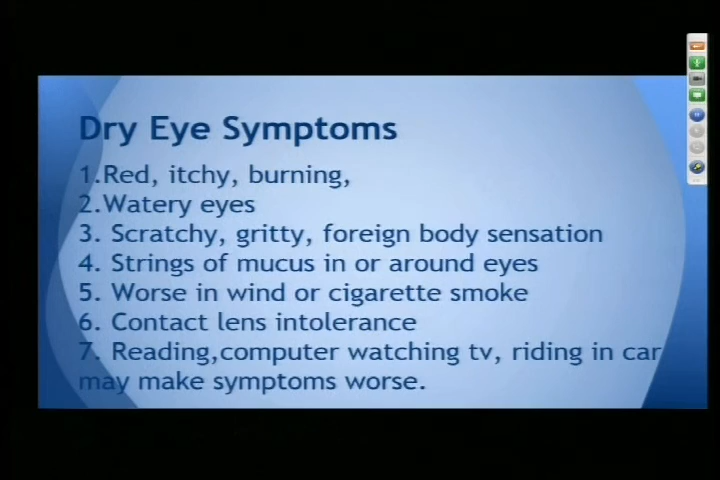 Dry Eye Symptoms
1.Red, itchy, burning,
2.Watery eyes
3. Scratchy, gritty, foreign body sensation
4. Strings of mucus in or around eyes
5. Worse in wind or cigarette smoke
6. Contact lens intolerance
7. Reading,computer watching tv, riding in car
may make symptoms worse.